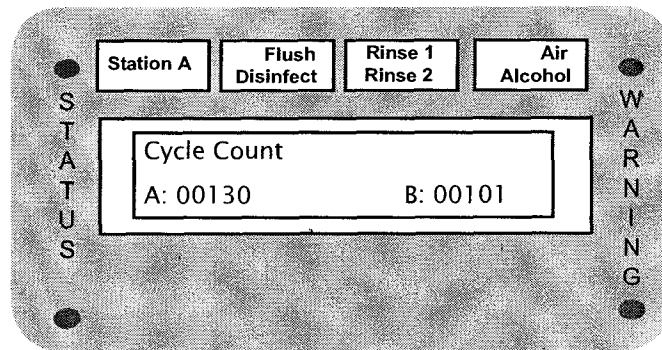 Station A
Flush
Disinfect
Rinse 1
Rinse 2
Air
Alcohol
STATUS
Cycle Count
A: 00130 B: 00101
WARNING